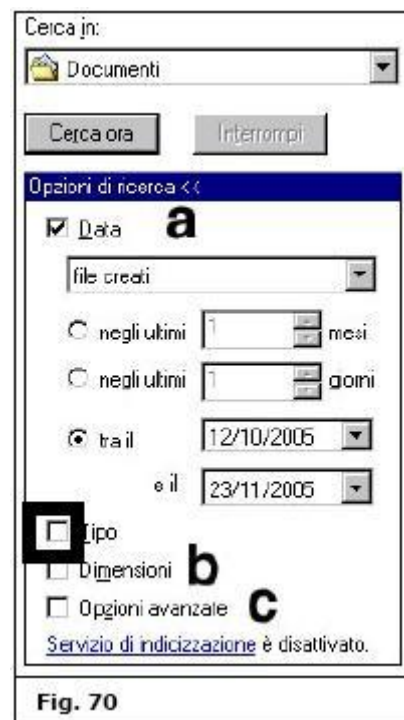 Cerca in:
Documenti
Cerca ora Interrompi
Opzioni di ricerca <<
Data a
file creati
negli ultimi 1 mesi
negli ultimi 1 giorni
tra il 12/10/2005
e il 23/11/2005
Tipo
Dimensioni b
Opzioni avanzate c
Servizio di indicizzazione è disattivato.
Fig. 70